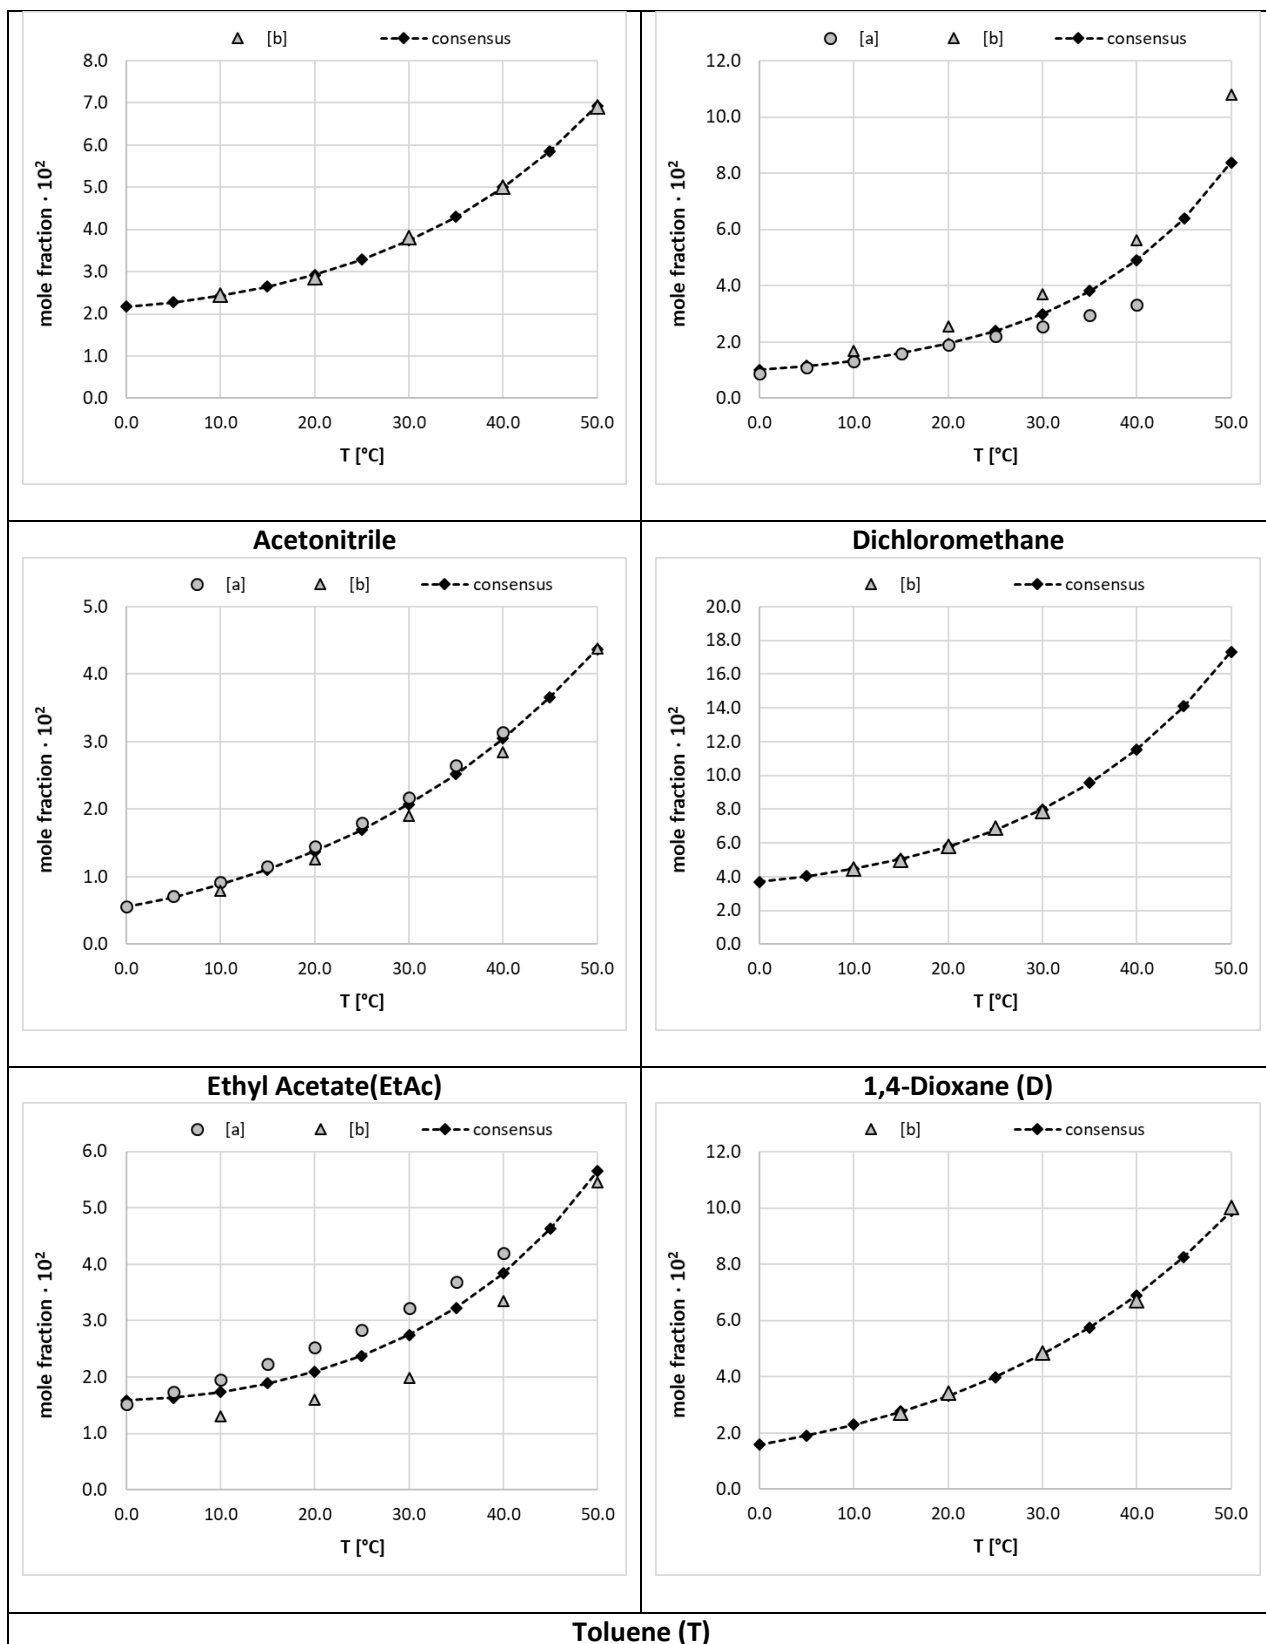 [b] consensus
8.0
7.0
6.0
5.0
4.0
3.0
2.0
1.0
0.0
mole fraction · 10²
0.0 10.0 20.0 30.0 40.0 50.0
T [°C]
[a] [b] consensus
12.0
10.0
8.0
6.0
4.0
2.0
0.0
mole fraction · 10²
0.0 10.0 20.0 30.0 40.0 50.0
T [°C]
Acetonitrile
[a] [b] consensus
5.0
4.0
3.0
2.0
1.0
0.0
mole fraction · 10²
0.0 10.0 20.0 30.0 40.0 50.0
T [°C]
Dichloromethane
[b] consensus
20.0
18.0
16.0
14.0
12.0
10.0
8.0
6.0
4.0
2.0
0.0
mole fraction · 10²
0.0 10.0 20.0 30.0 40.0 50.0
T [°C]
Ethyl Acetate(EtAc)
[a] [b] consensus
6.0
5.0
4.0
3.0
2.0
1.0
0.0
mole fraction · 10²
0.0 10.0 20.0 30.0 40.0 50.0
T [°C]
1,4-Dioxane (D)
[b] consensus
12.0
10.0
8.0
6.0
4.0
2.0
0.0
mole fraction · 10²
0.0 10.0 20.0 30.0 40.0 50.0
T [°C]
Toluene (T)